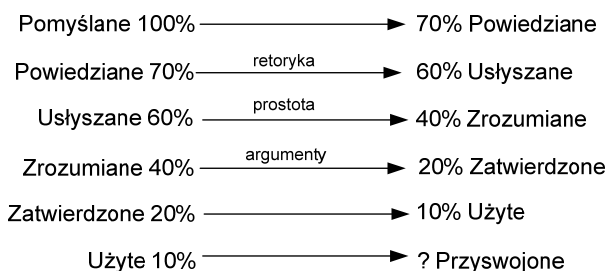 Pomyślane 100% 70% Powiedziane
Powiedziane 70% retoryka 60% Usłyszane
Usłyszane 60% prostota 40% Zrozumiane
Zrozumiane 40% argumenty 20% Zatwierdzone
Zatwierdzone 20% 10% Użyte
Użyte 10% ? Przyswojone